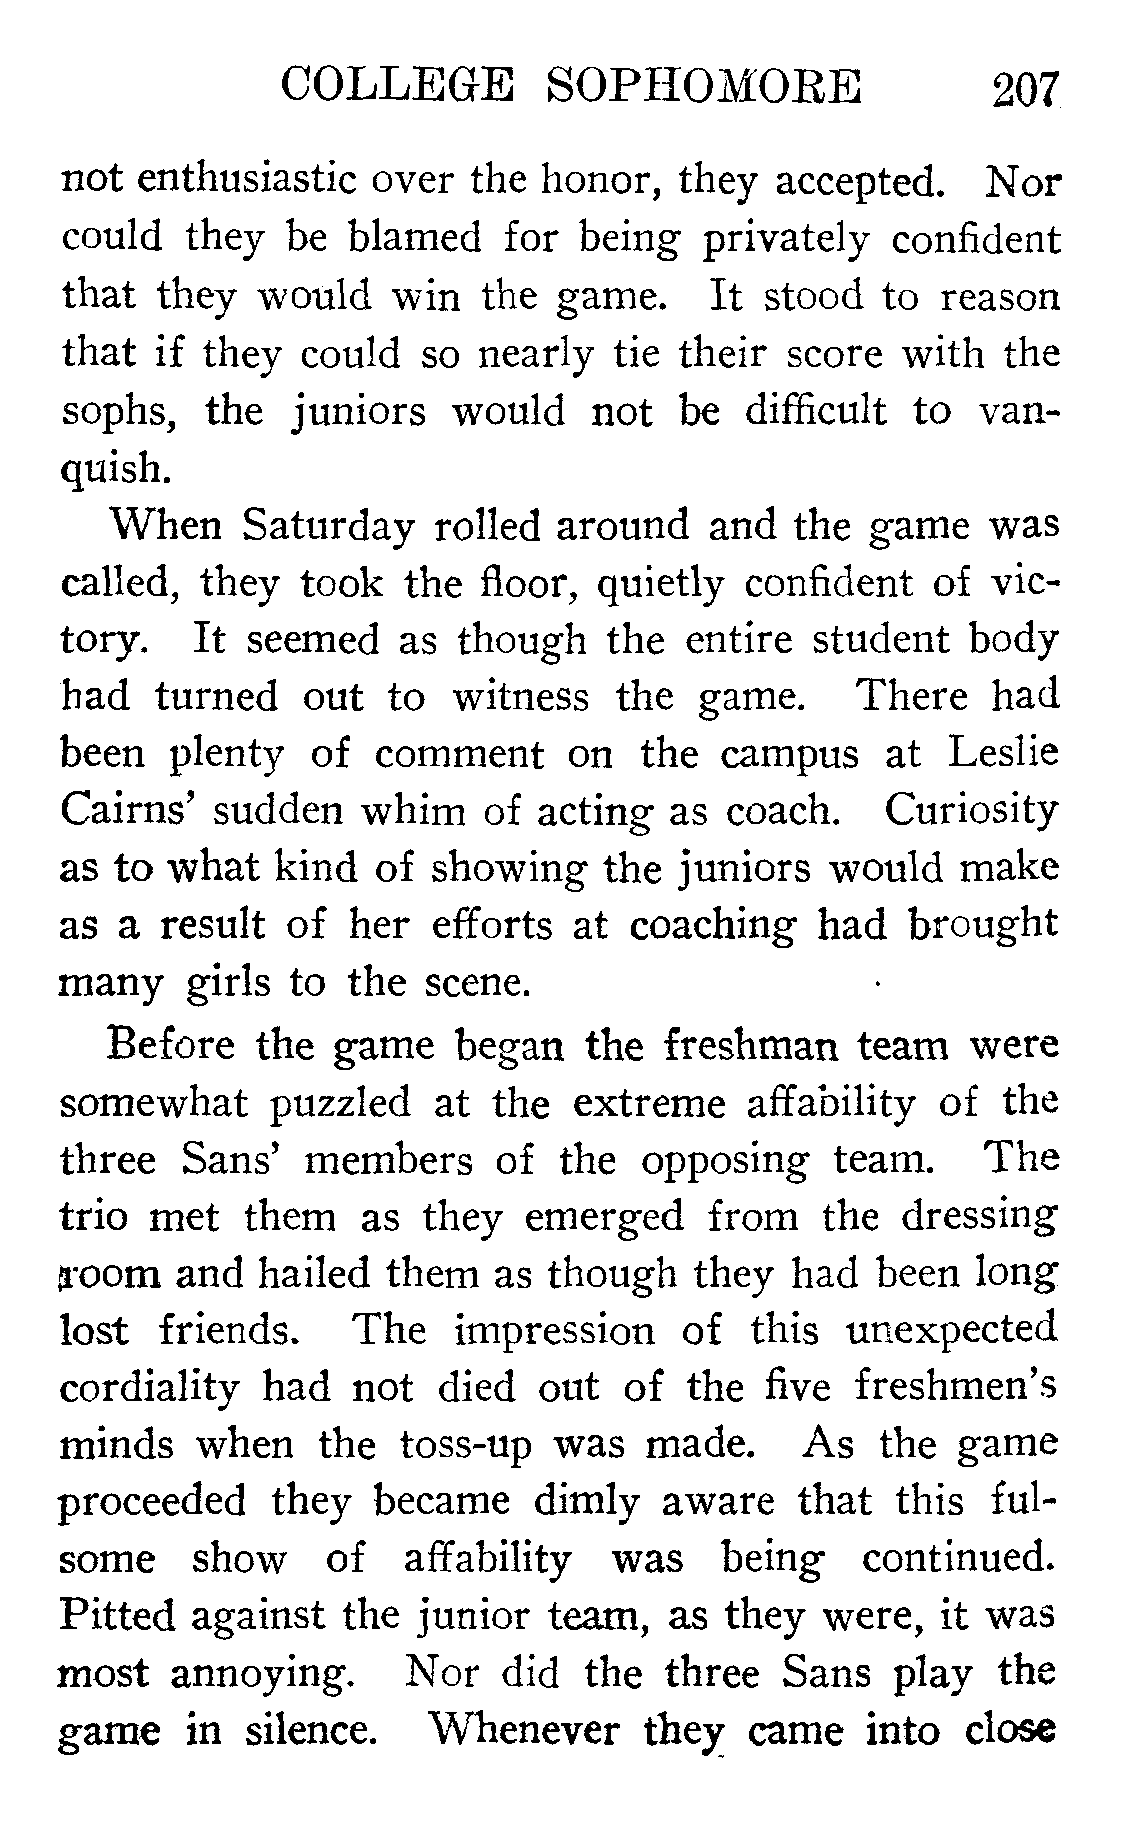 COLLEGE SOPHOMORE 207
not enthusiastic over the honor, they accepted. Nor
could they be blamed for being privately confident
that they would win the game. It stood to reason
that if they could so nearly tie their score with the
sophs, the juniors would not be difficult to van-
quish.
When Saturday rolled around and the game was
called, they took the floor, quietly confident of vic-
tory. It seemed as though the entire student body
had turned out to witness the game. There had
been plenty of comment on the campus at Leslie
Cairns' sudden whim of acting as coach. Curiosity
as to what kind of showing the juniors would make
as a result of her efforts at coaching had brought
many girls to the scene.
Before the game began the freshman team were
somewhat puzzled at the extreme affability of the
three Sans' members of the opposing team. The
trio met them as they emerged from the dressing
room and hailed them as though they had been long
lost friends. The impression of this unexpected
cordiality had not died out of the five freshmen's
minds when the toss-up was made. As the game
proceeded they became dimly aware that this ful-
some show of affability was being continued.
Pitted against the junior team, as they were, it was
most annoying. Nor did the three Sans play the
game in silence. Whenever they came into close